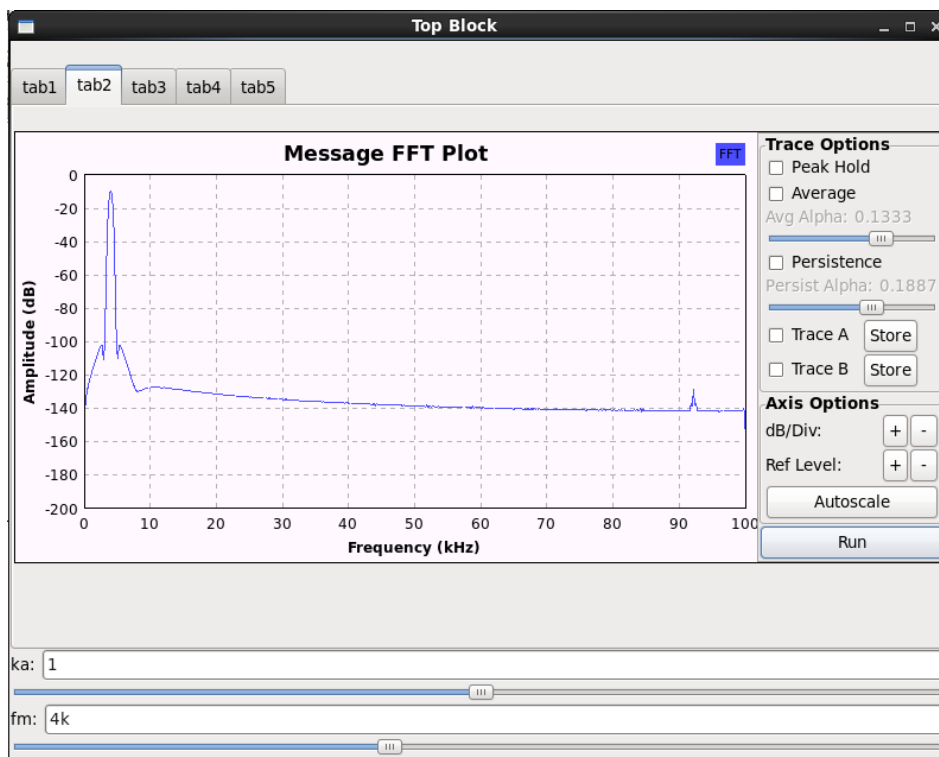 Top Block
tab1 tab2 tab3 tab4 tab5
Message FFT Plot
FFT
Amplitude (dB)
0
-20
-40
-60
-80
-100
-120
-140
-160
-180
-200
0 10 20 30 40 50 60 70 80 90 100
Frequency (kHz)
Trace Options
Peak Hold
Average
Avg Alpha: 0.1333
Persistence
Persist Alpha: 0.1887
Trace A Store
Trace B Store
Axis Options
dB/Div: + -
Ref Level: + -
Autoscale
Run
ka: 1
fm: 4k